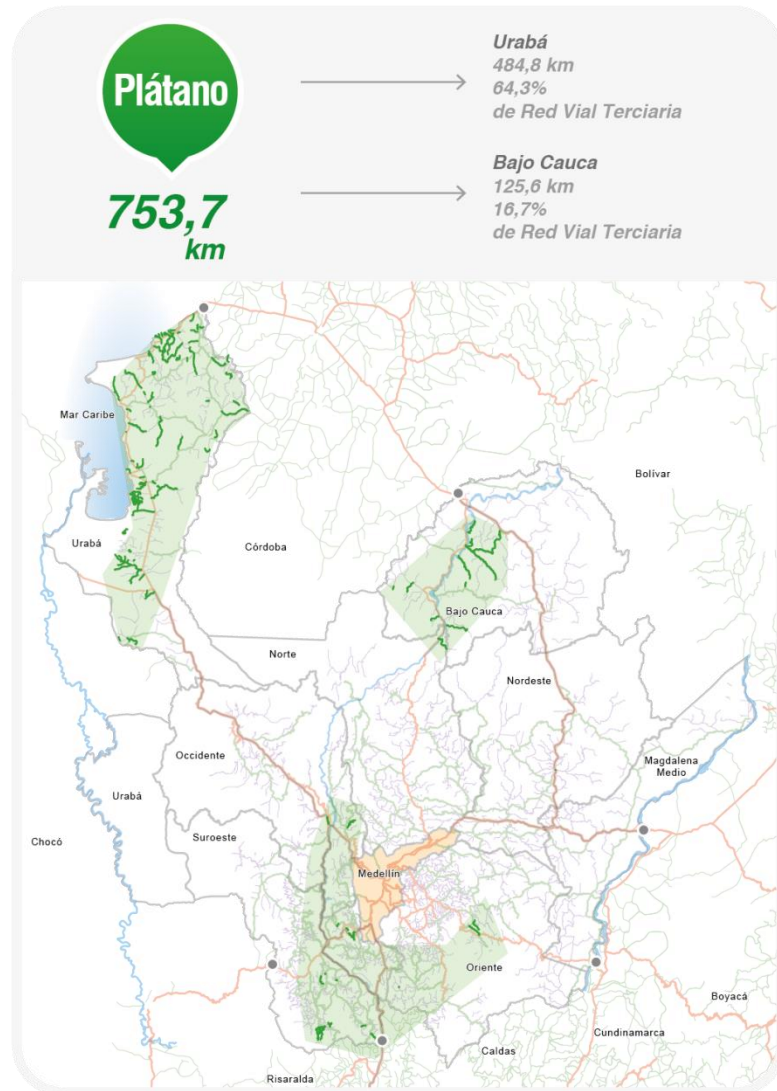 Plátano
753,7
km
Urabá
484,8 km
64,3%
de Red Vial Terciaria
Bajo Cauca
125,6 km
16,7%
de Red Vial Terciaria
Mar Caribe
Bolívar
Urabá
Córdoba
Bajo Cauca
Norte
Nordeste
Occidente
Magdalena
Medio
Urabá
Suroeste
Chocó
Medellín
Oriente
Boyacá
Cundinamarca
Caldas
Risaralda